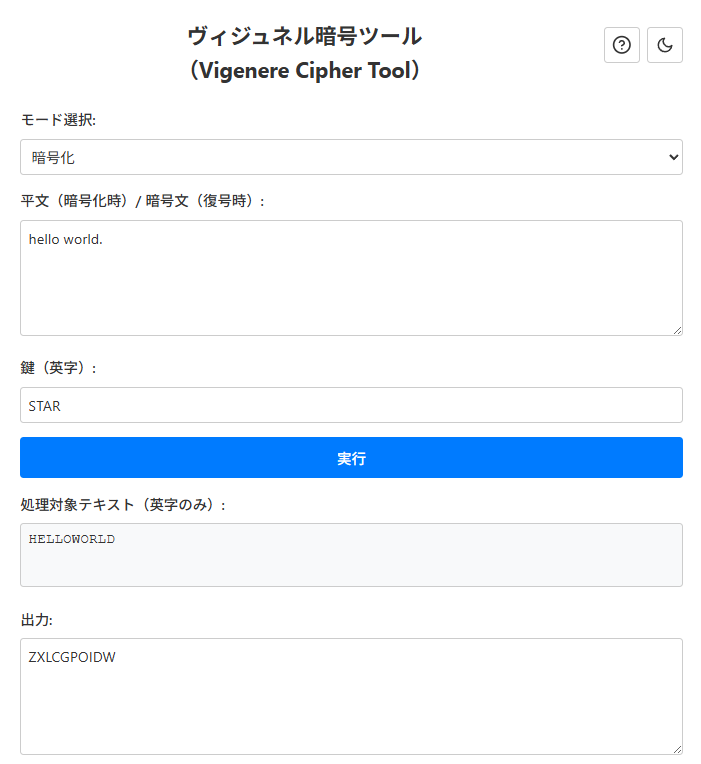 ヴィジュネル暗号ツール
（Vigenere Cipher Tool）
モード選択:
暗号化
平文（暗号化時）/ 暗号文（復号時）:
hello world.
鍵（英字）:
STAR
実行
処理対象テキスト（英字のみ）:
HELLOWORLD
出力:
ZXLCGPOIDW